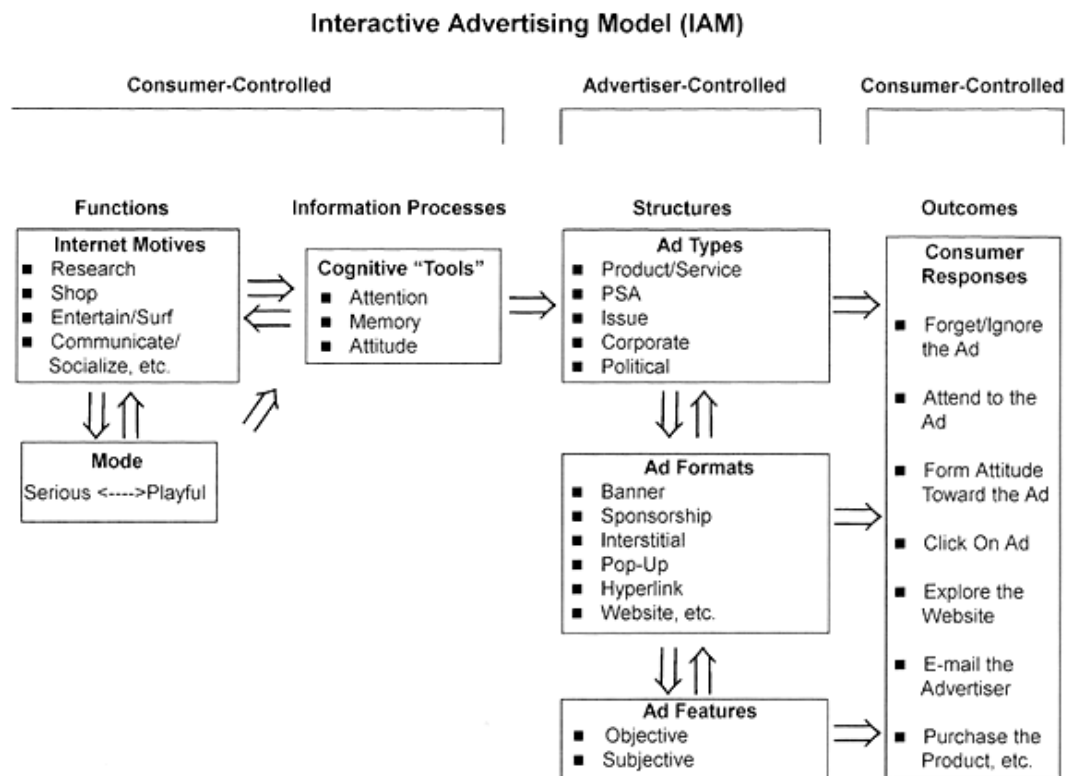 Interactive Advertising Model (IAM)
Consumer-Controlled
Advertiser-Controlled
Consumer-Controlled
Functions
Internet Motives
■ Research
■ Shop
■ Entertain/Surf
■ Communicate/
Socialize, etc.
Mode
Serious <---->Playful
Information Processes
Cognitive “Tools”
■ Attention
■ Memory
■ Attitude
Structures
Ad Types
■ Product/Service
■ PSA
■ Issue
■ Corporate
■ Political
Ad Formats
■ Banner
■ Sponsorship
■ Interstitial
■ Pop-Up
■ Hyperlink
■ Website, etc.
Ad Features
■ Objective
■ Subjective
Outcomes
Consumer
Responses
■ Forget/Ignore
the Ad
■ Attend to the
Ad
■ Form Attitude
Toward the Ad
■ Click On Ad
■ Explore the
Website
■ E-mail the
Advertiser
■ Purchase the
Product, etc.